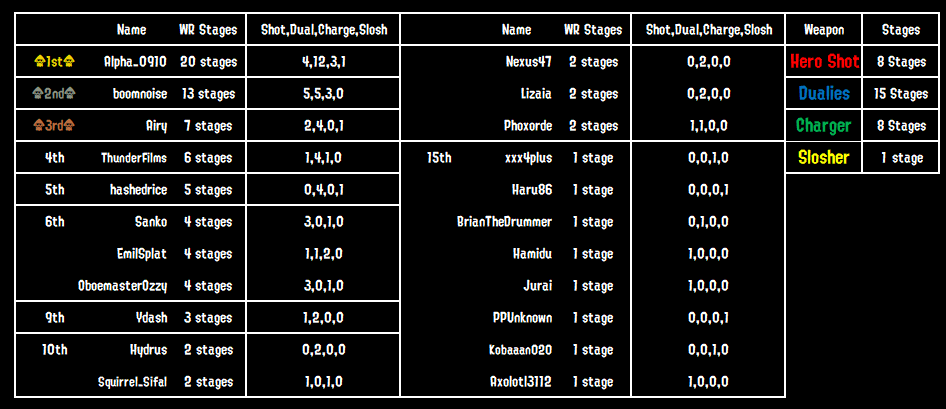 Name WR Stages Shot,Dual,Charge,Slosh Name WR Stages Shot,Dual,Charge,Slosh Weapon Stages
1st Alpha_0910 20 stages 4,12,3,1 Nexus47 2 stages 0,2,0,0 Hero Shot 8 Stages
2nd boomnoise 13 stages 5,5,3,0 Lizaia 2 stages 0,2,0,0 Dualies 15 Stages
3rd Airy 7 stages 2,4,0,1 Phoxorde 2 stages 1,1,0,0 Charger 8 Stages
4th ThunderFilms 6 stages 1,4,1,0 15th xxx4plus 1 stage 0,0,1,0 Slosher 1 stage
5th hashedrice 5 stages 0,4,0,1 Haru86 1 stage 0,0,0,1
6th Sanko 4 stages 3,0,1,0 BrianTheDrummer 1 stage 0,1,0,0
EmilSplat 4 stages 1,1,2,0 Hamidu 1 stage 1,0,0,0
OboemasterOzzy 4 stages 3,0,1,0 Jurai 1 stage 1,0,0,0
9th Ydash 3 stages 1,2,0,0 PPUnknown 1 stage 0,0,0,1
10th Hydrus 2 stages 0,2,0,0 Kobaaan020 1 stage 0,0,1,0
Squirrel_Sifal 2 stages 1,0,1,0 Axolotl3112 1 stage 1,0,0,0